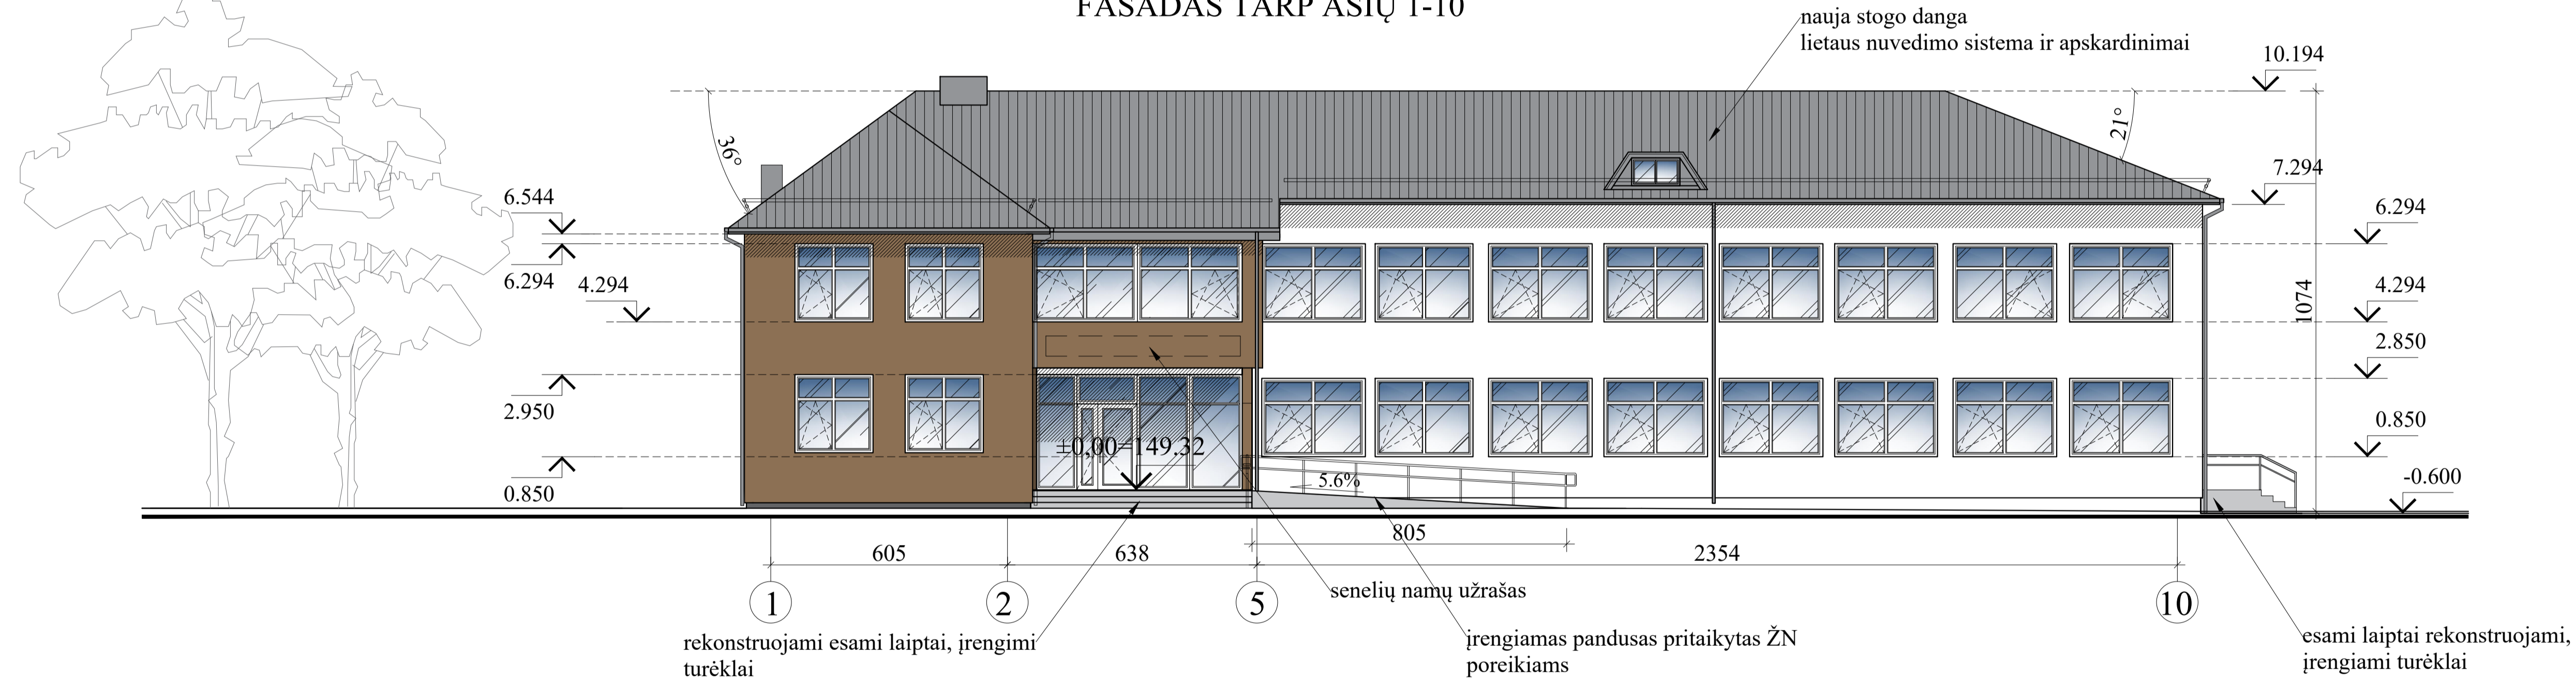 FASADAS TARP AŠIŲ 1-10
nauja stogo danga
lietaus nuvedimo sistema ir apskardinimai
10.194
36°
21°
7.294
6.544
6.294
6.294
4.294
4.294
1074
2.850
2.950
0.850
±0,00=149.32
0.850
5.6%
-0.600
805
605
638
2354
1
2
5
10
senelių namų užrašas
rekonstruojami esami laiptai, įrengimi
turėklai
įrengiamas pandusas pritaikytas ŽN
poreikiams
esami laiptai rekonstruojami,
įrengiami turėklai